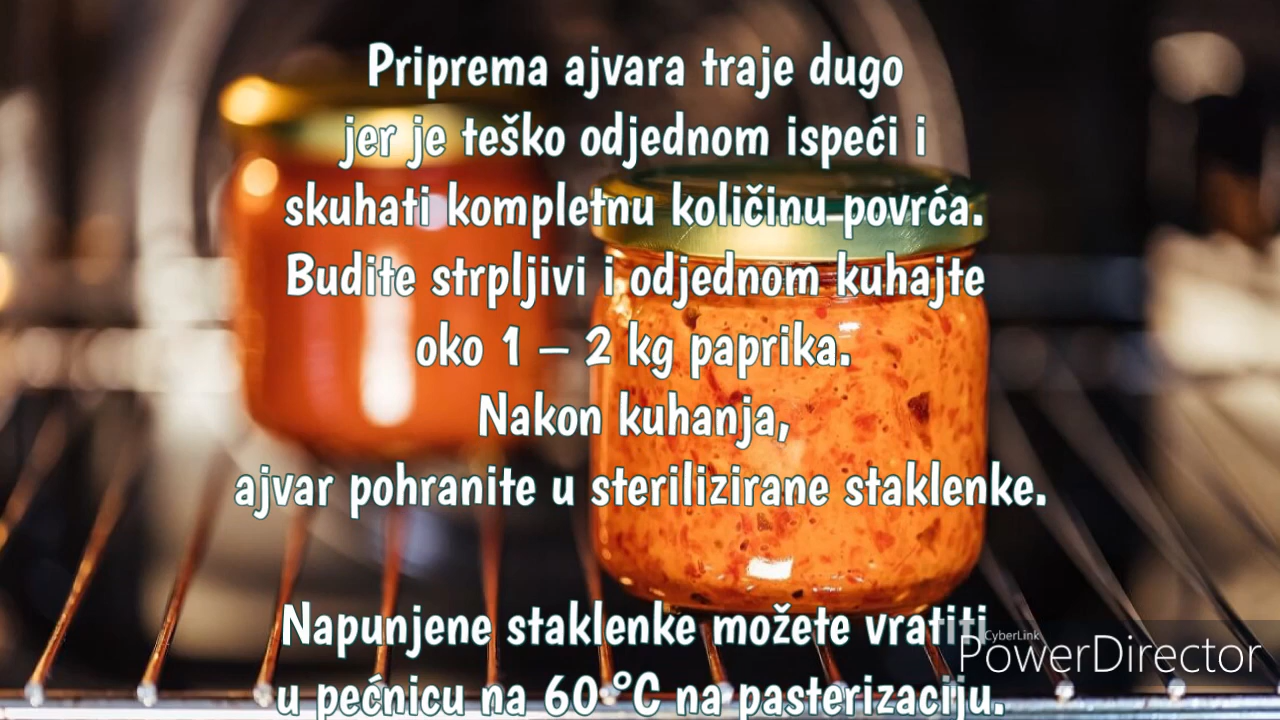 Priprema ajvara traje dugo
jer je teško odjednom ispeći i
skuhati kompletnu količinu povrća.
Budite strpljivi i odjednom kuhajte
oko 1 – 2 kg paprika.
Nakon kuhanja,
ajvar pohranite u sterilizirane staklenke.
Napunjene staklenke možete vratiti
u pećnicu na 60 °C na pasterizaciju.
CyberLink
PowerDirector